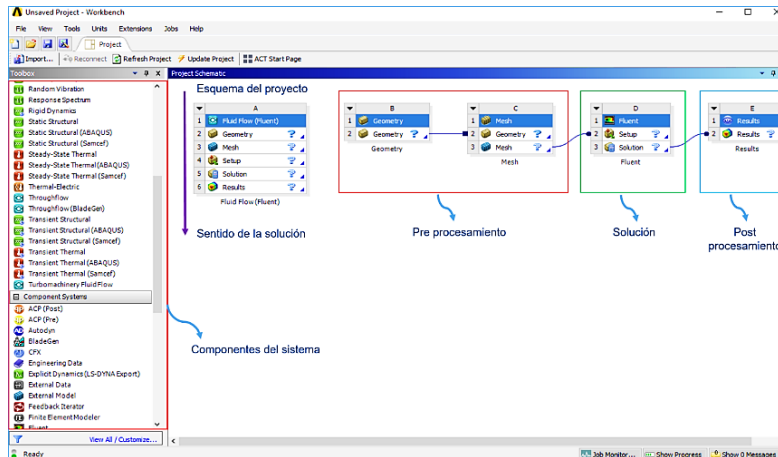 Unsaved Project - Workbench
File View Tools Units Extensions Jobs Help
Project
Import... Reconnect Refresh Project Update Project ACT Start Page
Toolbox
Random Vibration
Response Spectrum
Rigid Dynamics
Static Structural
Static Structural (ABAQUS)
Static Structural (Samcef)
Steady-State Thermal
Steady-State Thermal (ABAQUS)
Steady-State Thermal (Samcef)
Thermal-Electric
Throughflow
Throughflow (BladeGen)
Transient Structural
Transient Structural (ABAQUS)
Transient Structural (Samcef)
Transient Thermal
Transient Thermal (ABAQUS)
Transient Thermal (Samcef)
Turbomachinery Fluid Flow
Component Systems
ACP (Post)
ACP (Pre)
Autodyn
BladeGen
CFX
Engineering Data
Explicit Dynamics (LS-DYNA Export)
External Data
External Model
Feedback Iterator
Finite Element Modeler
Fluent
View All / Customize...
Project Schematic
Esquema del proyecto
A
1 Fluid Flow (Fluent)
2 Geometry ?
3 Mesh ?
4 Setup ?
5 Solution ?
6 Results ?
Fluid Flow (Fluent)
B
1 Geometry
2 Geometry ?
Geometry
C
1 Mesh
2 Geometry ?
3 Mesh ?
Mesh
D
1 Fluent
2 Setup ?
3 Solution ?
Fluent
E
1 Results
2 Results ?
Results
Sentido de la solución
Pre procesamiento
Solución
Post
procesamiento
Componentes del sistema
Ready
Job Monitor... Show Progress Show 0 Messages